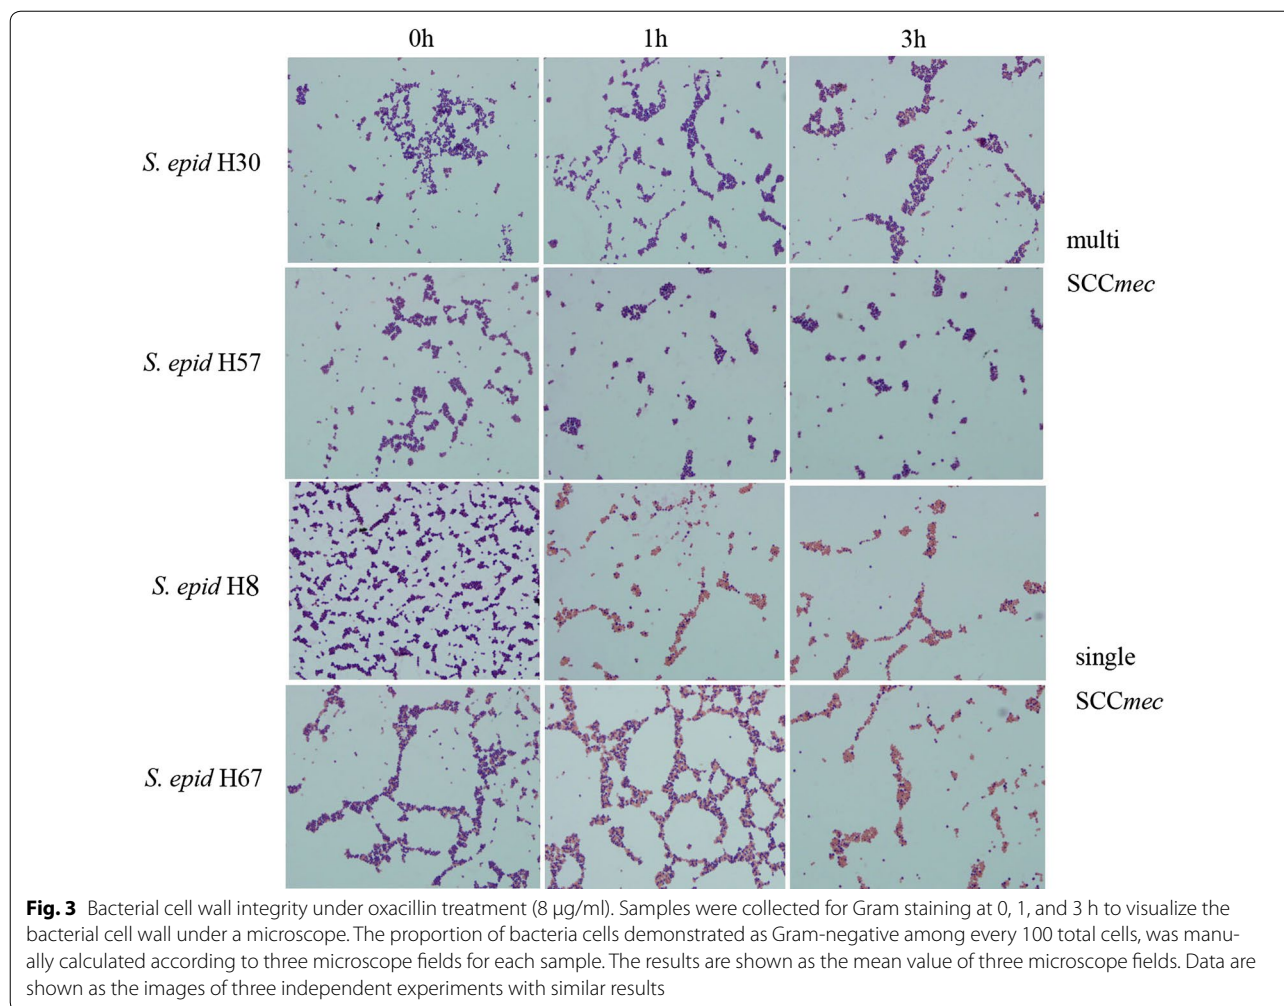 0h 1h 3h
S. epid H30
multi
SCCmec
S. epid H57
S. epid H8
single
SCCmec
S. epid H67
Fig. 3 Bacterial cell wall integrity under oxacillin treatment (8 μg/ml). Samples were collected for Gram staining at 0, 1, and 3 h to visualize the
bacterial cell wall under a microscope. The proportion of bacteria cells demonstrated as Gram-negative among every 100 total cells, was manu-
ally calculated according to three microscope fields for each sample. The results are shown as the mean value of three microscope fields. Data are
shown as the images of three independent experiments with similar results